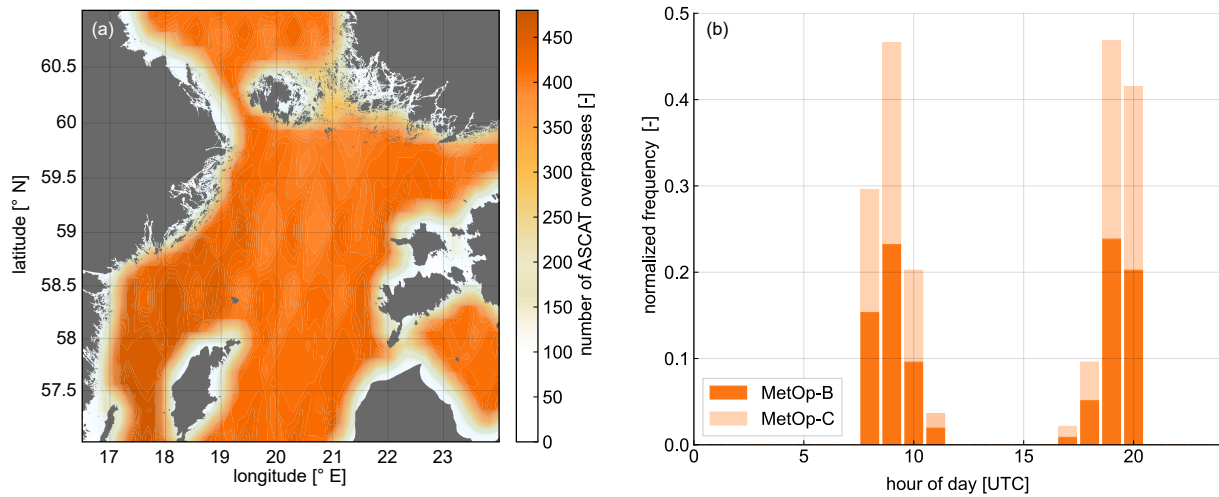 (a)
60.5
60
59.5
59
58.5
58
57.5
latitude [° N]
17 18 19 20 21 22 23
longitude [° E]
450
400
350
300
250
200
150
100
50
0
number of ASCAT overpasses [-]
(b)
0.5
0.4
0.3
0.2
0.1
0.0
normalized frequency [-]
MetOp-B
MetOp-C
0 5 10 15 20
hour of day [UTC]